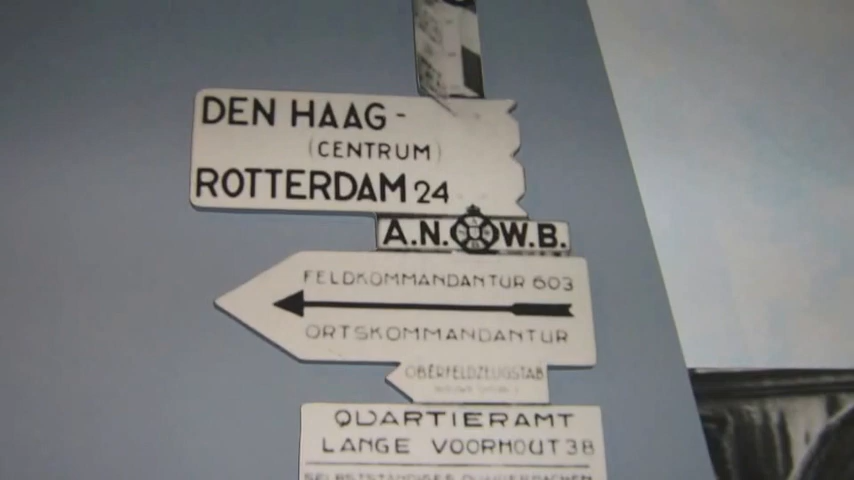 DEN HAAG -
(CENTRUM)
ROTTERDAM 24
A.N. W.B.
FELDKOMMANDANTUR 603
ORTSKOMMANDANTUR
OBERFELDZEUGSTAB
QUARTIERAMT
LANGE VOORHOUT 38